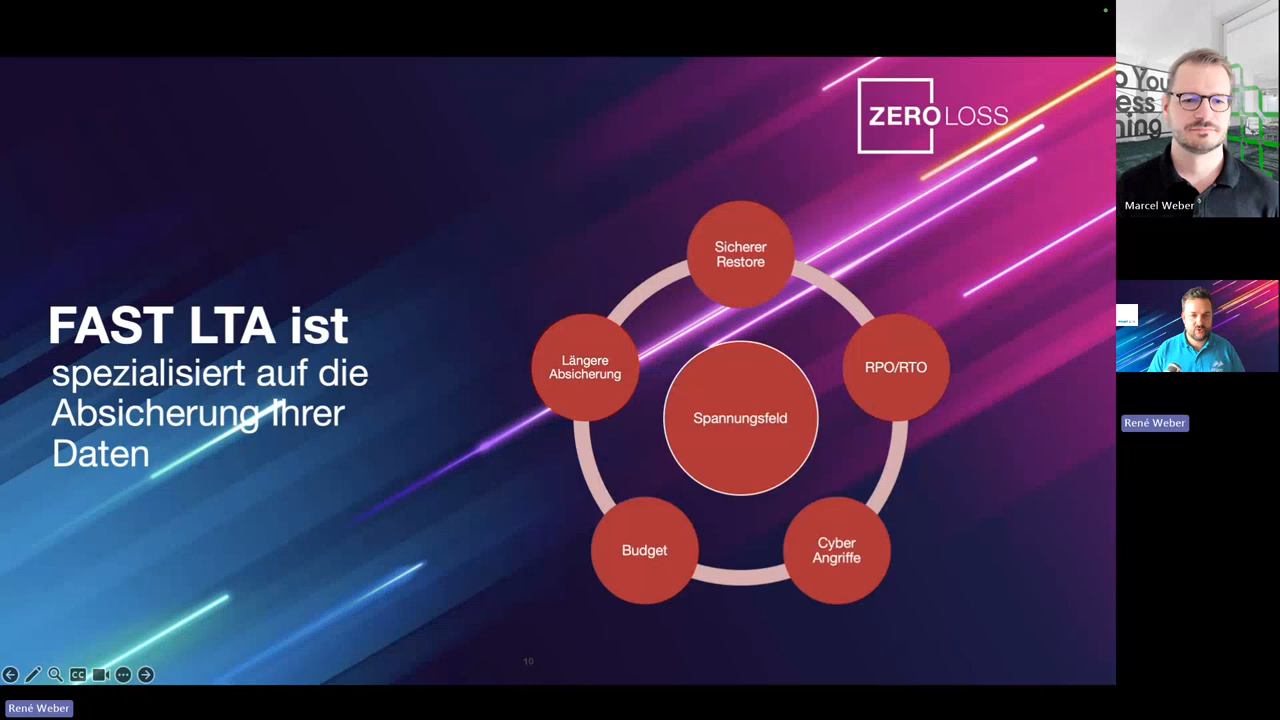 ZERO LOSS
FAST LTA ist
spezialisiert auf die
Absicherung Ihrer
Daten
Sicherer
Restore
Längere
Absicherung
RPO/RTO
Spannungsfeld
Budget
Cyber
Angriffe
10
CC
René Weber
Marcel Weber
René Weber